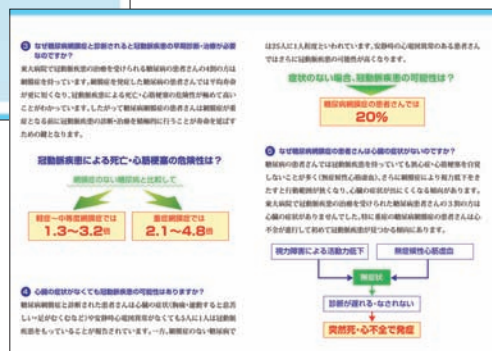 ③ なぜ糖尿病網膜症と診断されると冠動脈疾患の早期診断・治療が必要
なのですか？
東大病院で冠動脈疾患の治療を受けられる糖尿病の患者さんの4割の方は
網膜症を持っています。網膜症を発症した糖尿病の患者さんでは平均寿命
が更に短くなり、冠動脈疾患による死亡・心筋梗塞の危険性が極めて高い
ことがわかっています。したがって糖尿病網膜症の患者さんは網膜症が重
症となる前に冠動脈疾患の診断・治療を積極的に行うことが寿命を延ばす
ための鍵となります。
冠動脈疾患による死亡・心筋梗塞の危険性は？
網膜症のない糖尿病と比較して
軽症〜中等度網膜症では
1.3〜3.2倍
重症網膜症では
2.1〜4.8倍
④ 心臓の症状がなくても冠動脈疾患の可能性はありますか？
糖尿病網膜症と診断された患者さんは心臓の症状(胸痛・運動すると息苦
しい・足がむくむなど)や安静時心電図異常がなくても5人に1人は冠動脈
疾患をもっていることが報告されています。一方、網膜症のない糖尿病で
は25人に1人程度といわれています。安静時の心電図異常のある患者さん
ではさらに冠動脈疾患の可能性が高くなります。
症状のない場合、冠動脈疾患の可能性は？
糖尿病網膜症の患者さんでは
20%
⑤ なぜ糖尿病網膜症の患者さんは心臓の症状がないのですか？
糖尿病の患者さんでは冠動脈疾患を持っていても狭心症・心筋梗塞を自覚
しないことが多く(無症候性心筋虚血)、さらに網膜症により視力低下をき
たすと行動範囲が狭くなり、心臓の症状が出にくくなる傾向があります。
東大病院で冠動脈疾患の治療を受けられた糖尿病患者さんの3割の方は
心臓の症状がありませんでした。特に重症の糖尿病網膜症の患者さんは心
不全が進行して初めて冠動脈疾患が見つかる傾向にあります。
視力障害による活動力低下
無症候性心筋虚血
無症状
診断が遅れる・なされない
突然死・心不全で発症